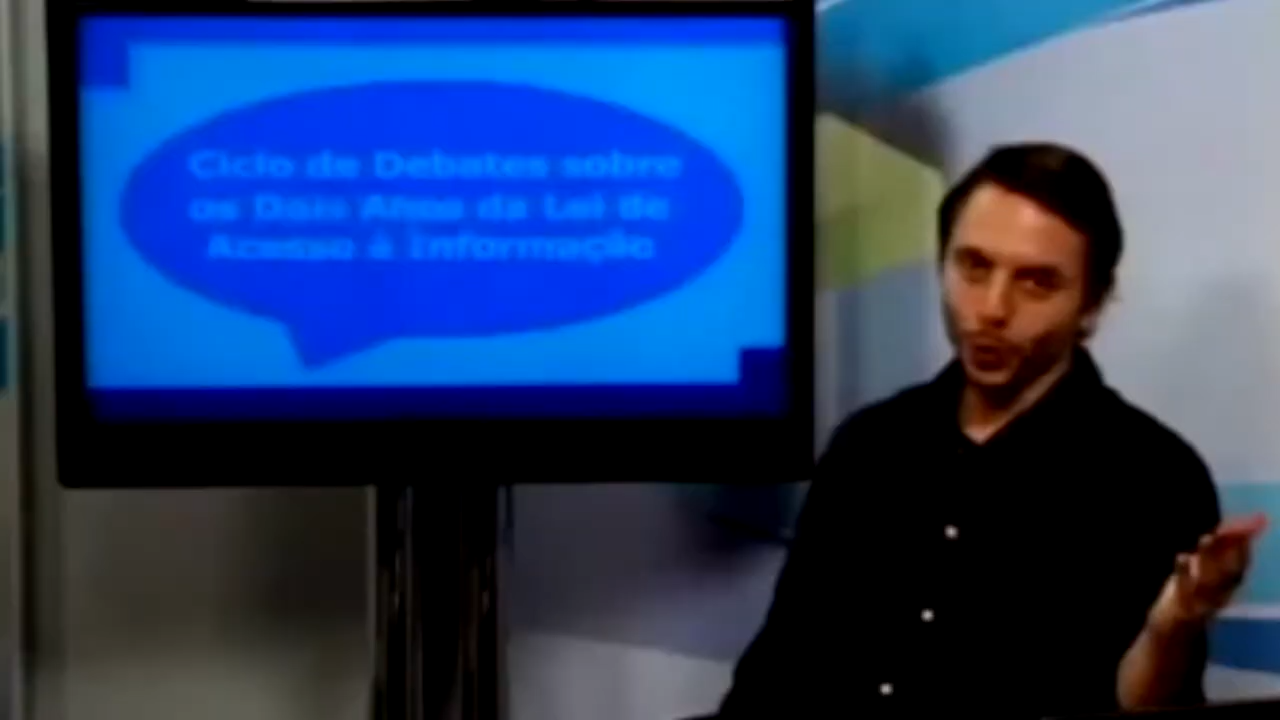 Ciclo de Debates sobre
os Dois Anos da Lei de
Acesso à Informação